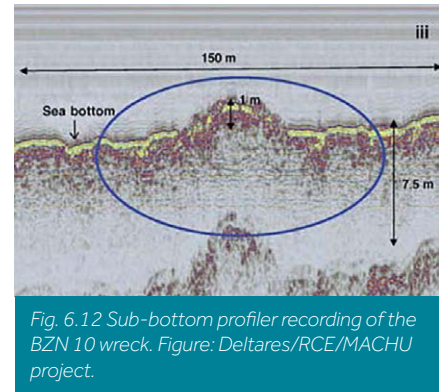 iii
150 m
1 m
Sea bottom
7.5 m
Fig. 6.12 Sub-bottom profiler recording of the
BZN 10 wreck. Figure: Deltares/RCE/MACHU
project.